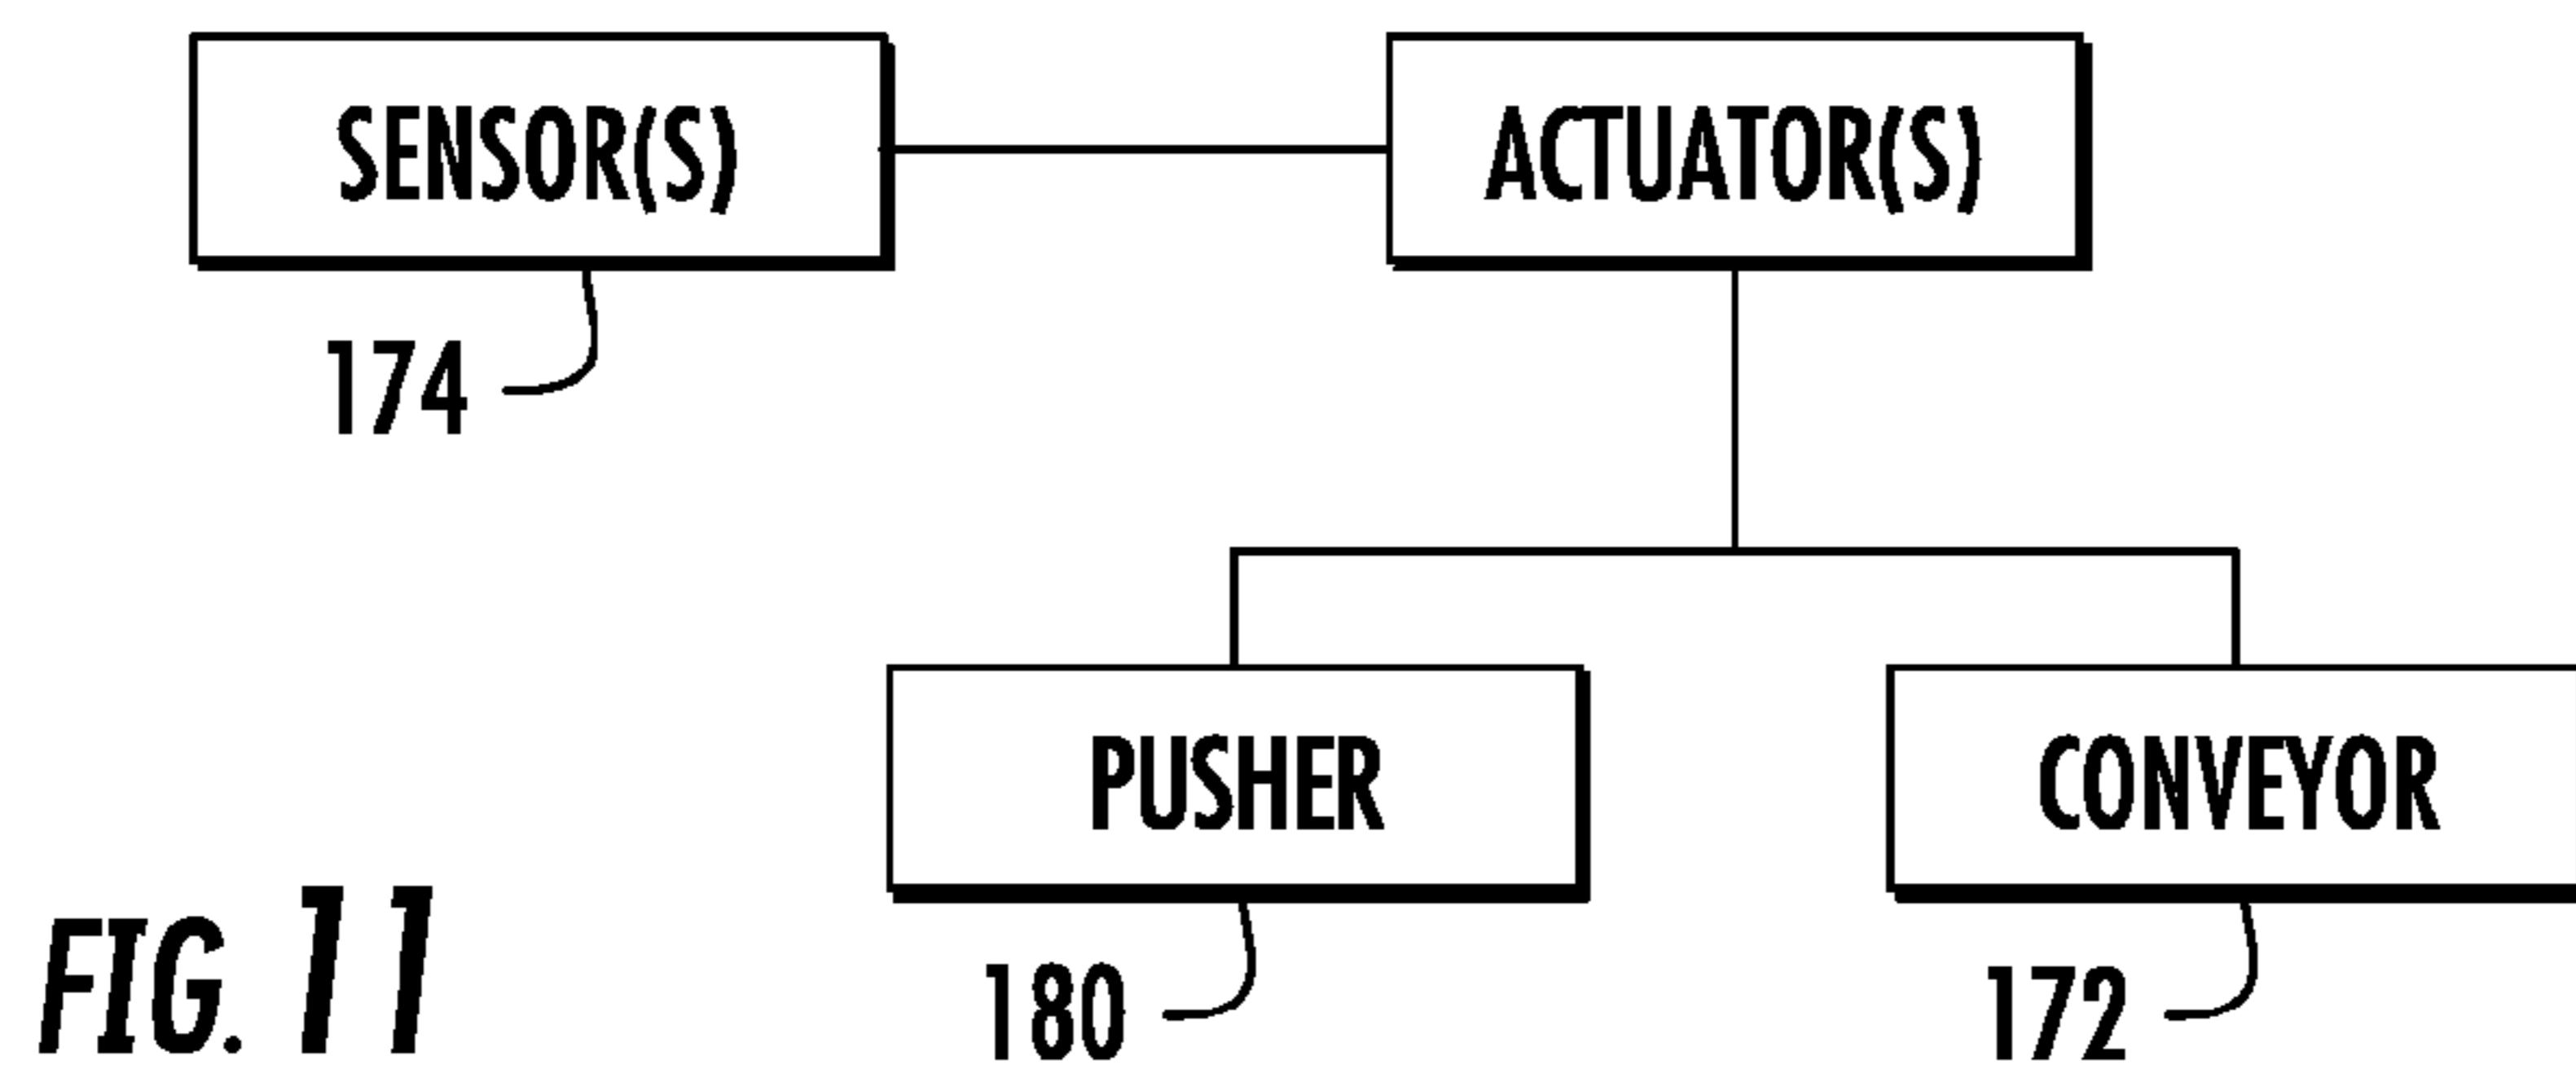 SENSOR(S)
ACTUATOR(S)
174
PUSHER
CONVEYOR
180
172
FIG. 11